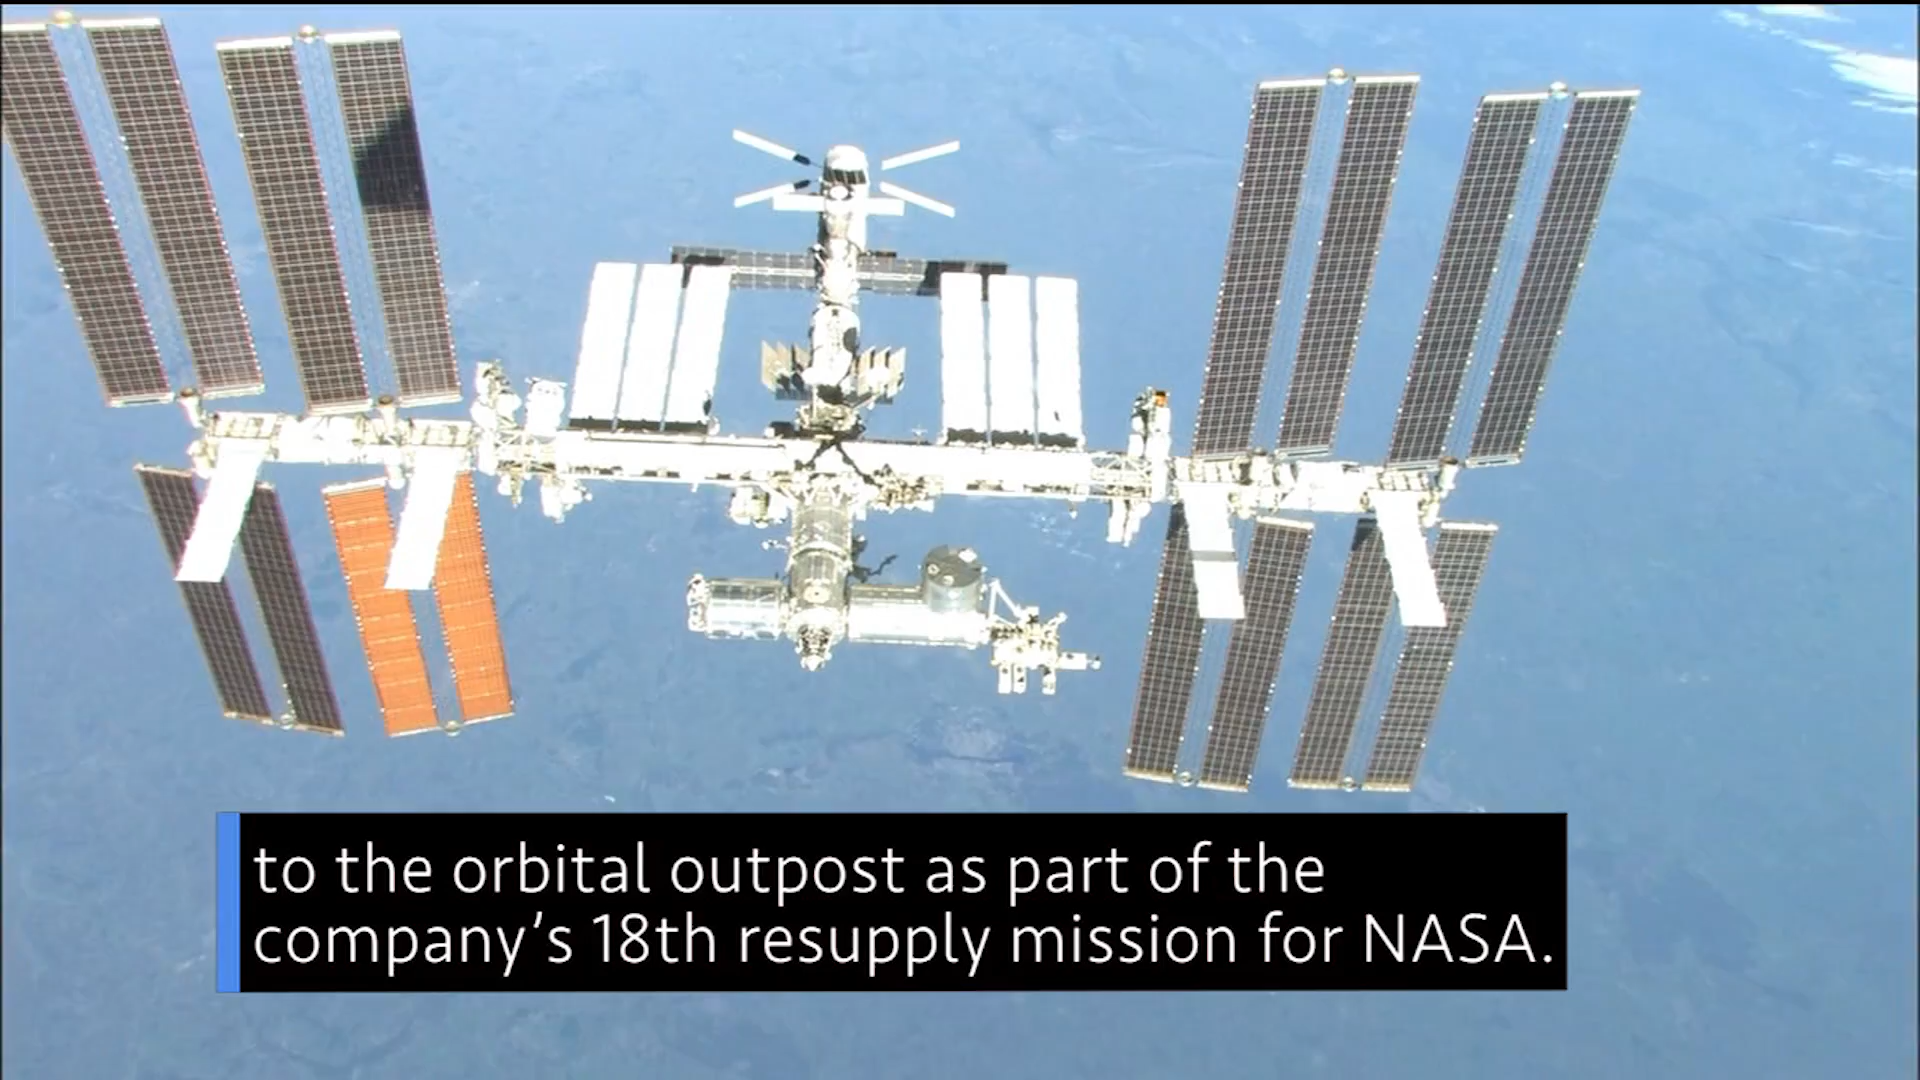 to the orbital outpost as part of the
company's 18th resupply mission for NASA.